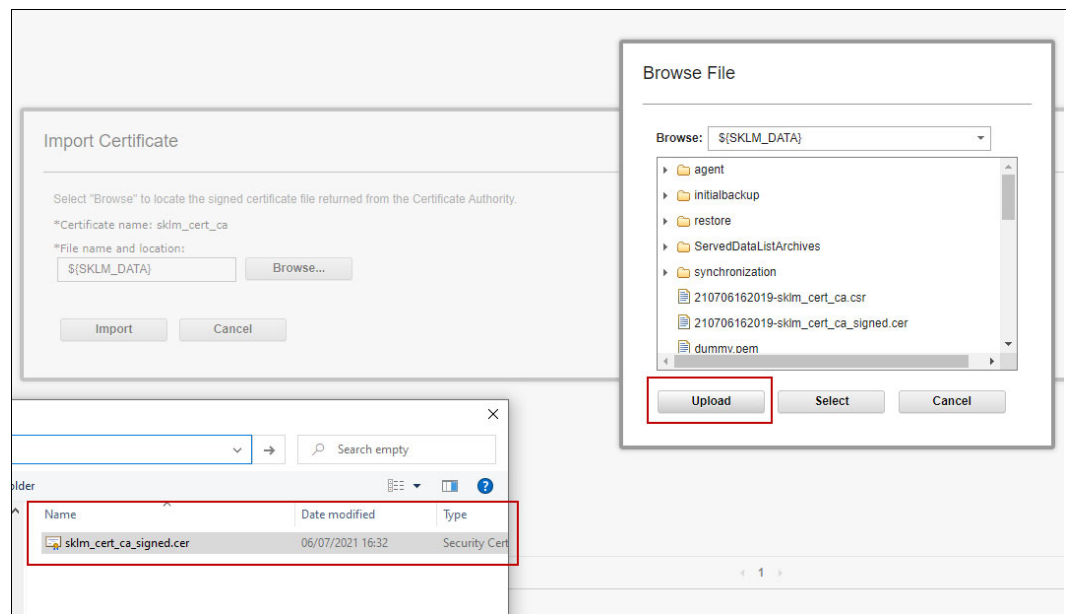 Import Certificate
Select "Browse" to locate the signed certificate file returned from the Certificate Authority.
*Certificate name: sklm_cert_ca
*File name and location:
${SKLM_DATA}
Browse...
Import
Cancel
Browse File
Browse:
${SKLM_DATA}
agent
initialbackup
restore
ServedDataListArchives
synchronization
210706162019-sklm_cert_ca.csr
210706162019-sklm_cert_ca_signed.cer
dummy.pem
Upload
Select
Cancel
Search empty
older
Name
Date modified
Type
sklm_cert_ca_signed.cer
06/07/2021 16:32
Security Cert
1